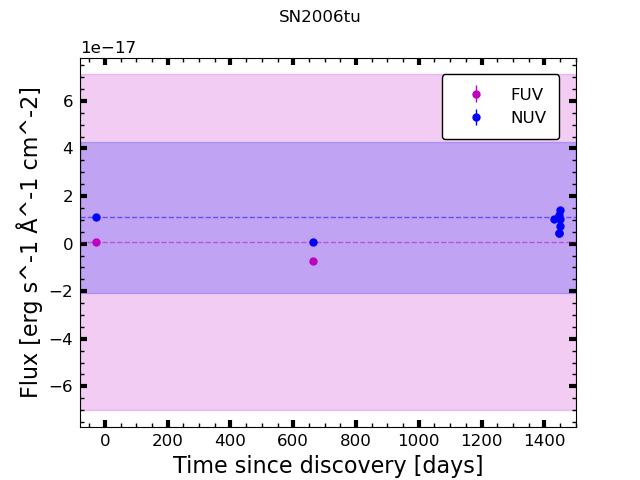 SN2006tu
1e−17
FUV
NUV
6
4
2
0
−2
−4
−6
Flux [erg s^-1 Å^-1 cm^-2]
0 200 400 600 800 1000 1200 1400
Time since discovery [days]